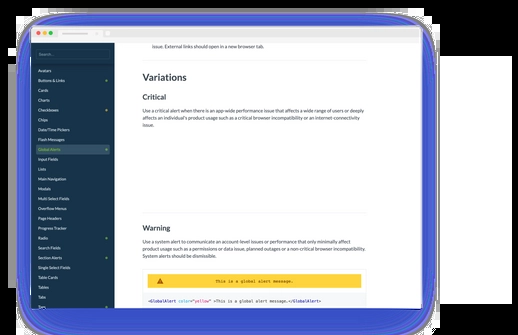 issue. External links should open in a new browser tab.
Search...
Avatars
Buttons & Links
Cards
Charts
Checkboxes
Chips
Date/Time Pickers
Flash Messages
Global Alerts
Input Fields
Lists
Main Navigation
Modals
Multi Select Fields
Overflow Menus
Page Headers
Progress Tracker
Radio
Search Fields
Section Alerts
Single Select Fields
Table Cards
Tables
Tabs
Tags
Variations
Critical
Use a critical alert when there is an app-wide performance issue that affects a wide range of users or deeply
affects an individual's product usage such as a critical browser incompatibility or an internet-connectivity
issue.
Warning
Use a system alert to communicate an account-level issues or performance that only minimally affect
product usage such as a permissions or data issue, planned outages or a non-critical browser incompatibility.
System alerts should be dismissible.
This is a global alert message.
<GlobalAlert color="yellow" >This is a global alert message.</GlobalAlert>